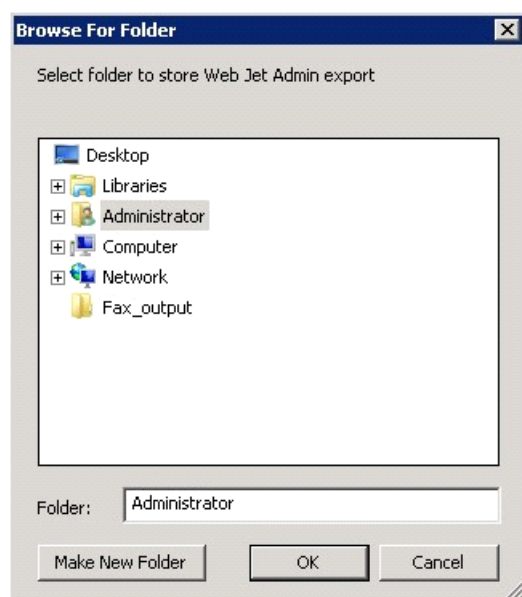 Browse For Folder
Select folder to store Web Jet Admin export
Desktop
Libraries
Administrator
Computer
Network
Fax_output
Folder: Administrator
Make New Folder OK Cancel